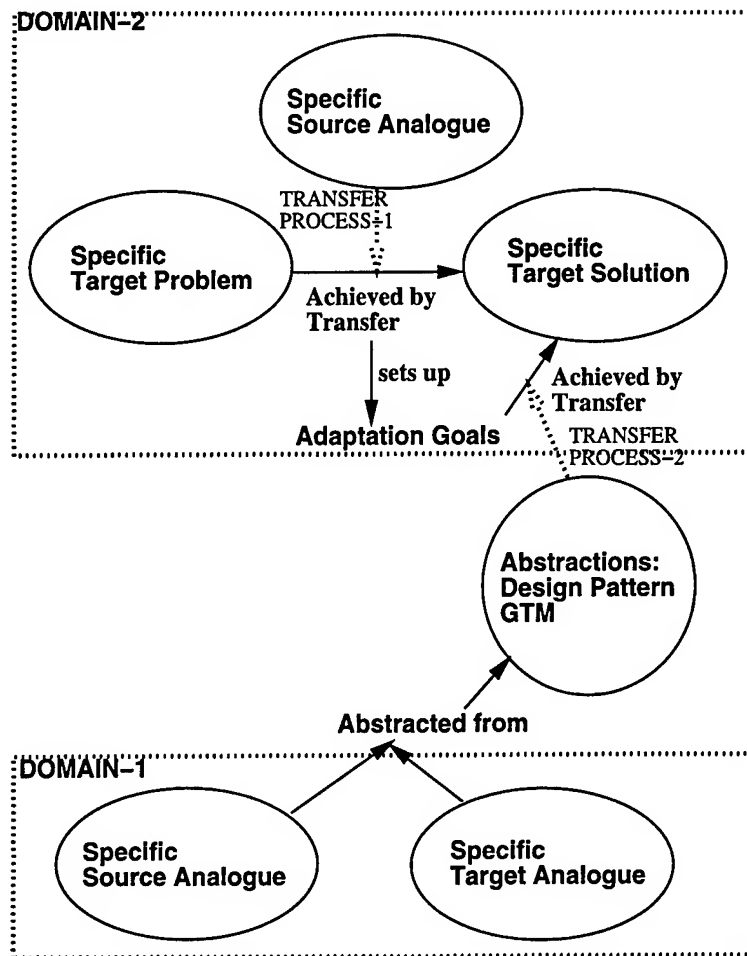 DOMAIN–2
Specific
Source Analogue
TRANSFER
PROCESS–1
Specific
Target Problem
Specific
Target Solution
Achieved by
Transfer
sets up
Achieved by
Transfer
Adaptation Goals
TRANSFER
PROCESS–2
Abstractions:
Design Pattern
GTM
Abstracted from
DOMAIN–1
Specific
Source Analogue
Specific
Target Analogue